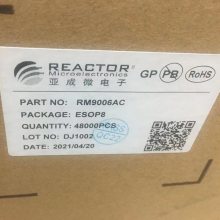 REACTOR
Microelectronics
亚成微电子
GP Pb RoHS
PART NO: RM9006AC
PACKAGE: ESOP8
QUANTITY: 48000PCS
LOT NO: DJ1002
DATE: 2021/04/20